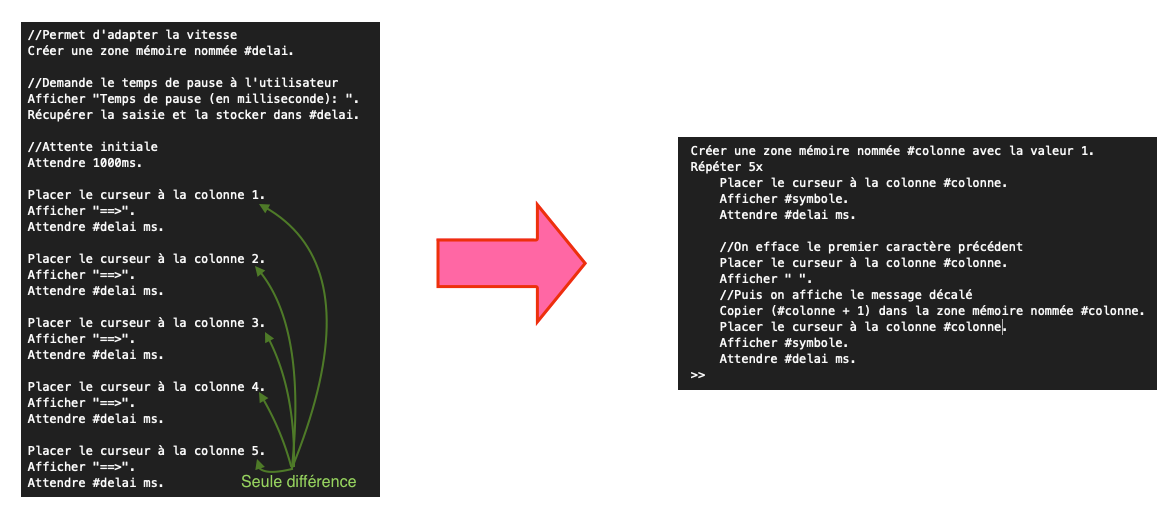 //Permet d'adapter la vitesse
Créer une zone mémoire nommée #delai.
//Demande le temps de pause à l'utilisateur
Afficher "Temps de pause (en milliseconde): ".
Récupérer la saisie et la stocker dans #delai.
//Attente initiale
Attendre 1000ms.
Placer le curseur à la colonne 1.
Afficher "==>".
Attendre #delai ms.
Placer le curseur à la colonne 2.
Afficher "==>".
Attendre #delai ms.
Placer le curseur à la colonne 3.
Afficher "==>".
Attendre #delai ms.
Placer le curseur à la colonne 4.
Afficher "==>".
Attendre #delai ms.
Placer le curseur à la colonne 5.
Afficher "==>".
Attendre #delai ms.
Seule différence
Créer une zone mémoire nommée #colonne avec la valeur 1.
Répéter 5x
Placer le curseur à la colonne #colonne.
Afficher #symbole.
Attendre #delai ms.
//On efface le premier caractère précédent
Placer le curseur à la colonne #colonne.
Afficher " ".
//Puis on affiche le message décalé
Copier (#colonne + 1) dans la zone mémoire nommée #colonne.
Placer le curseur à la colonne #colonne.
Afficher #symbole.
Attendre #delai ms.
>>